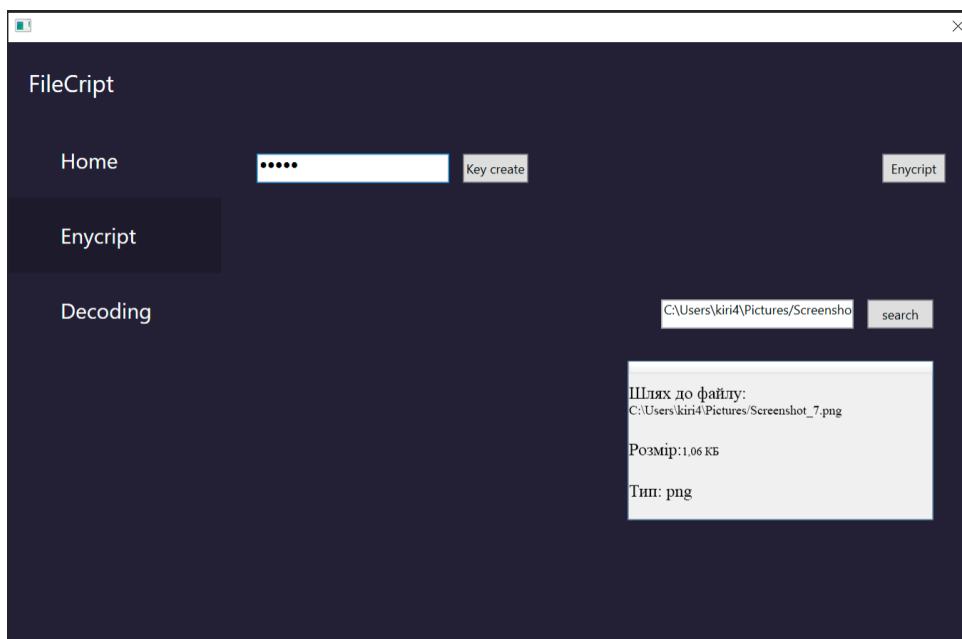 FileCript
Home
••••• Key create Enycript
Enycript
Decoding
C:\Users\kiri4\Pictures/Screensho search
Шлях до файлу:
C:\Users\kiri4\Pictures/Screenshot_7.png
Розмір:1,06 КБ
Тип: png